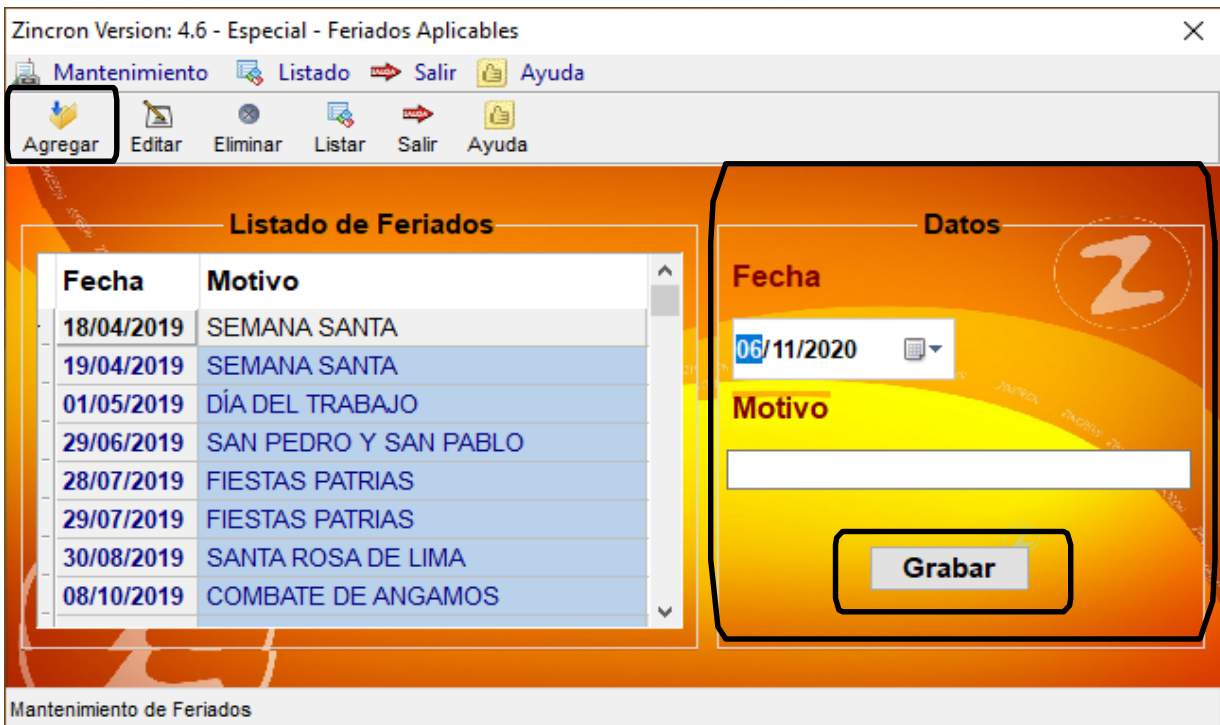 Zincron Version: 4.6 - Especial - Feriados Aplicables
Mantenimiento Listado Salir Ayuda
Agregar Editar Eliminar Listar Salir Ayuda
Listado de Feriados
Fecha Motivo
18/04/2019 SEMANA SANTA
19/04/2019 SEMANA SANTA
01/05/2019 DÍA DEL TRABAJO
29/06/2019 SAN PEDRO Y SAN PABLO
28/07/2019 FIESTAS PATRIAS
29/07/2019 FIESTAS PATRIAS
30/08/2019 SANTA ROSA DE LIMA
08/10/2019 COMBATE DE ANGAMOS
Datos
Fecha
06/11/2020
Motivo
Grabar
Mantenimiento de Feriados